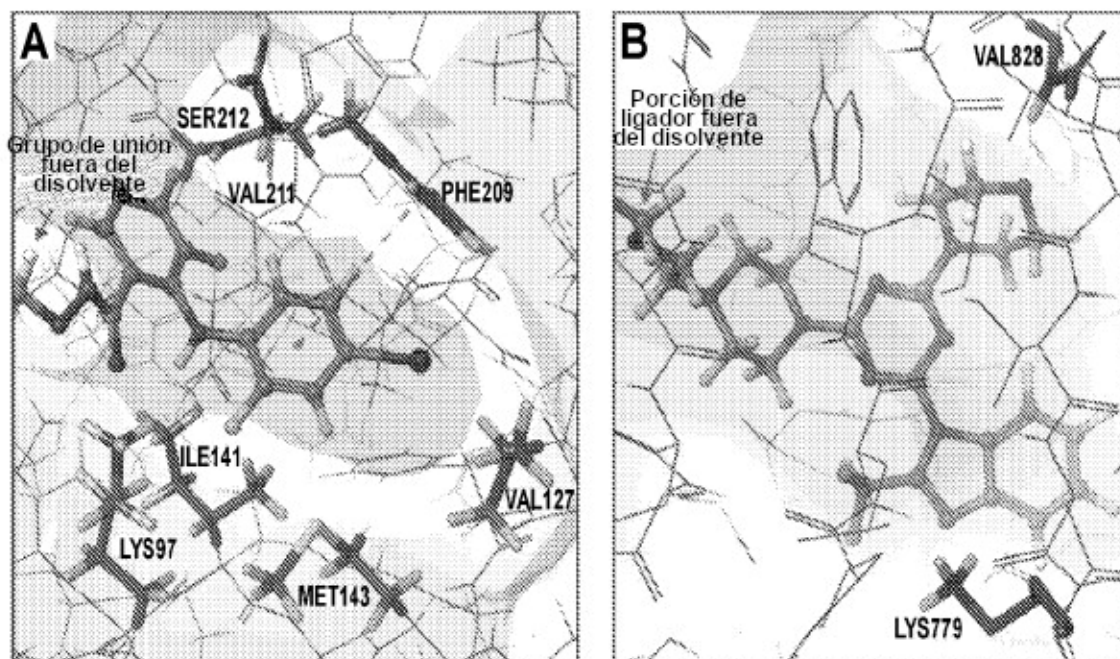 A
SER212
Grupo de unión
fuera del
disolvente
VAL211
PHE209
ILE141
VAL127
LYS97
MET143
B
VAL828
Porción de
ligador fuera
del disolvente
LYS779